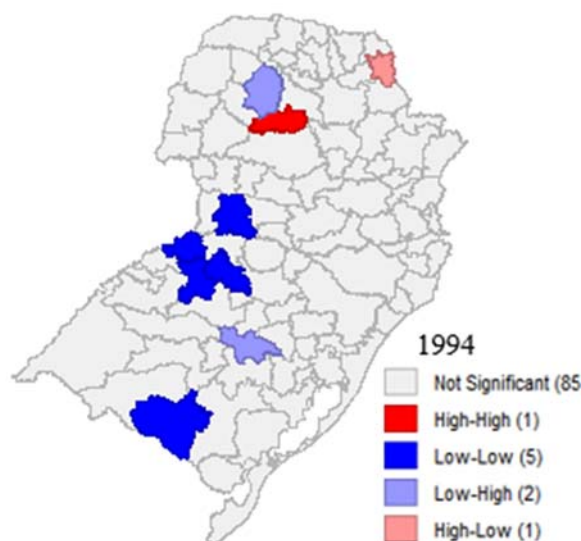 1994
Not Significant (85
High-High (1)
Low-Low (5)
Low-High (2)
High-Low (1)